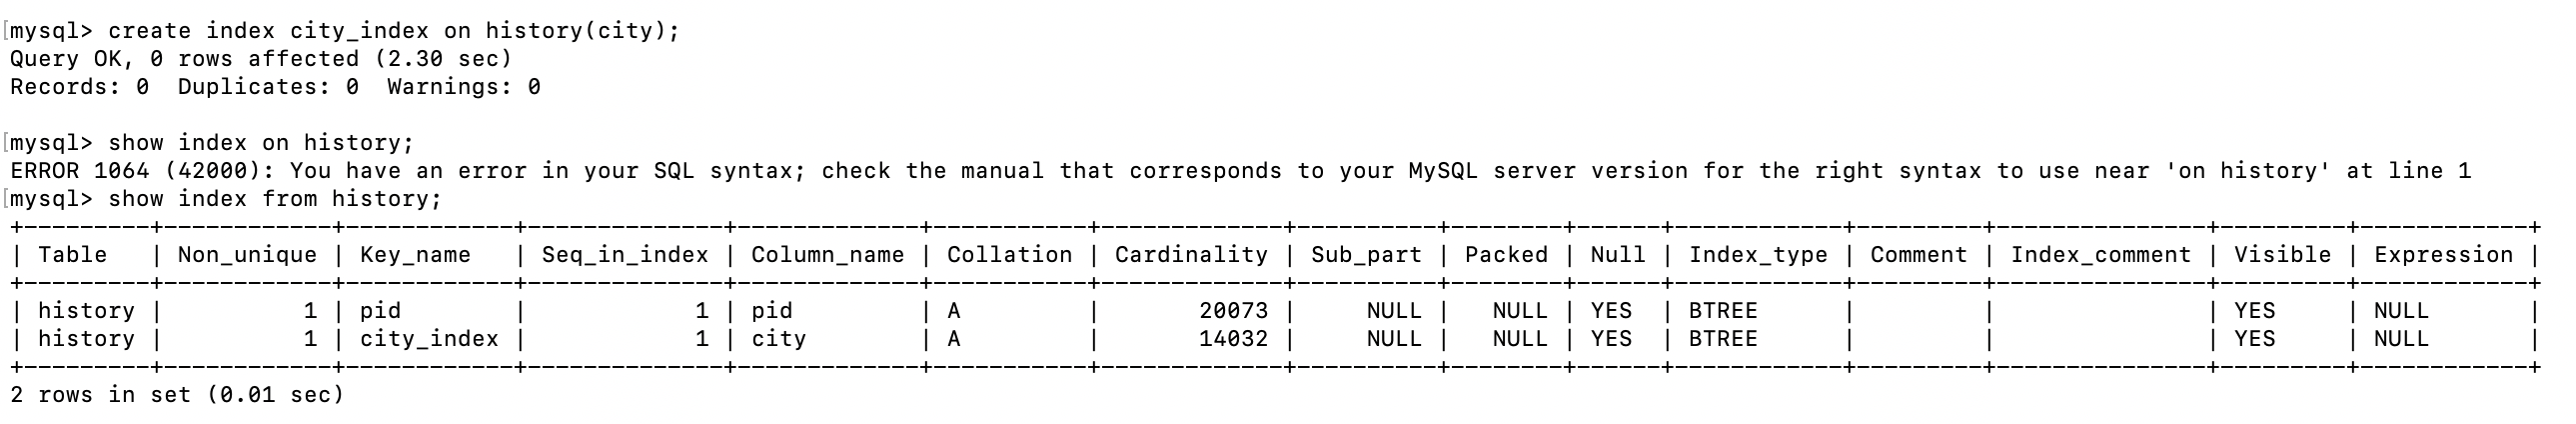 mysql> create index city_index on history(city);
Query OK, 0 rows affected (2.30 sec)
Records: 0  Duplicates: 0  Warnings: 0
mysql> show index on history;
ERROR 1064 (42000): You have an error in your SQL syntax; check the manual that corresponds to your MySQL server version for the right syntax to use near 'on history' at line 1
mysql> show index from history;
+---------+------------+------------+--------------+-------------+-----------+-------------+----------+--------+------+------------+---------+---------------+---------+------------+
| Table   | Non_unique | Key_name   | Seq_in_index | Column_name | Collation | Cardinality | Sub_part | Packed | Null | Index_type | Comment | Index_comment | Visible | Expression |
+---------+------------+------------+--------------+-------------+-----------+-------------+----------+--------+------+------------+---------+---------------+---------+------------+
| history |          1 | pid        |            1 | pid         | A         |       20073 |     NULL |   NULL | YES  | BTREE      |         |               | YES     | NULL       |
| history |          1 | city_index |            1 | city        | A         |       14032 |     NULL |   NULL | YES  | BTREE      |         |               | YES     | NULL       |
+---------+------------+------------+--------------+-------------+-----------+-------------+----------+--------+------+------------+---------+---------------+---------+------------+
2 rows in set (0.01 sec)